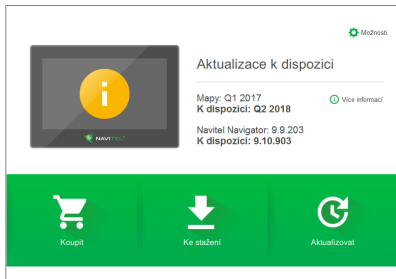 Možnosti
Aktualizace k dispozici
Mapy: Q1 2017
K dispozici: Q2 2018
Více informací
Navitel Navigator: 9.9.203
K dispozici: 9.10.903
NAVITEL®
Koupit
Ke stažení
Aktualizovat